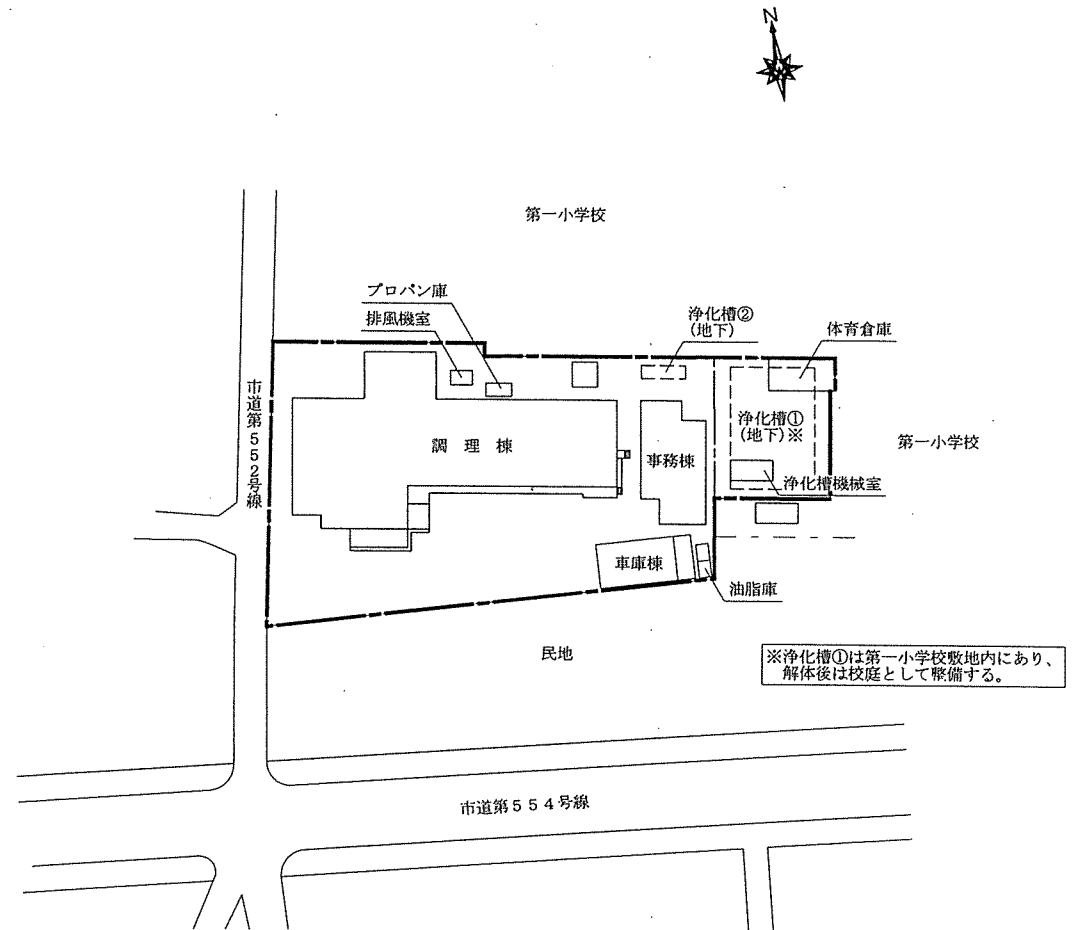 N
第一小学校
プロパン庫
排風機室
浄化槽②
(地下)
体育倉庫
市道第552号線
調理棟
事務棟
浄化槽①
(地下)※
第一小学校
浄化槽機械室
車庫棟
油脂庫
民地
※浄化槽①は第一小学校敷地内にあり、
解体後は校庭として整備する。
市道第554号線